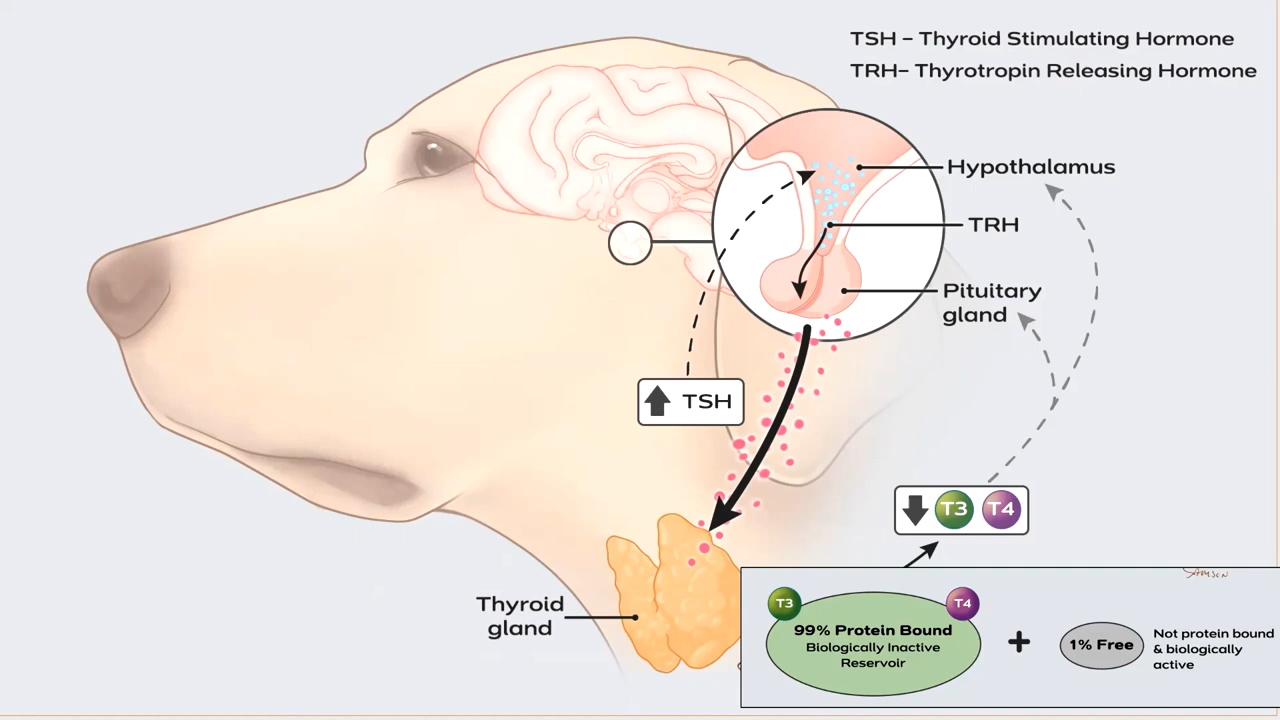 TSH – Thyroid Stimulating Hormone
TRH– Thyrotropin Releasing Hormone
Hypothalamus
TRH
Pituitary
gland
TSH
T3 T4
Thyroid
gland
T3
T4
99% Protein Bound
Biologically Inactive
Reservoir
+
1% Free
Not protein bound
& biologically
active